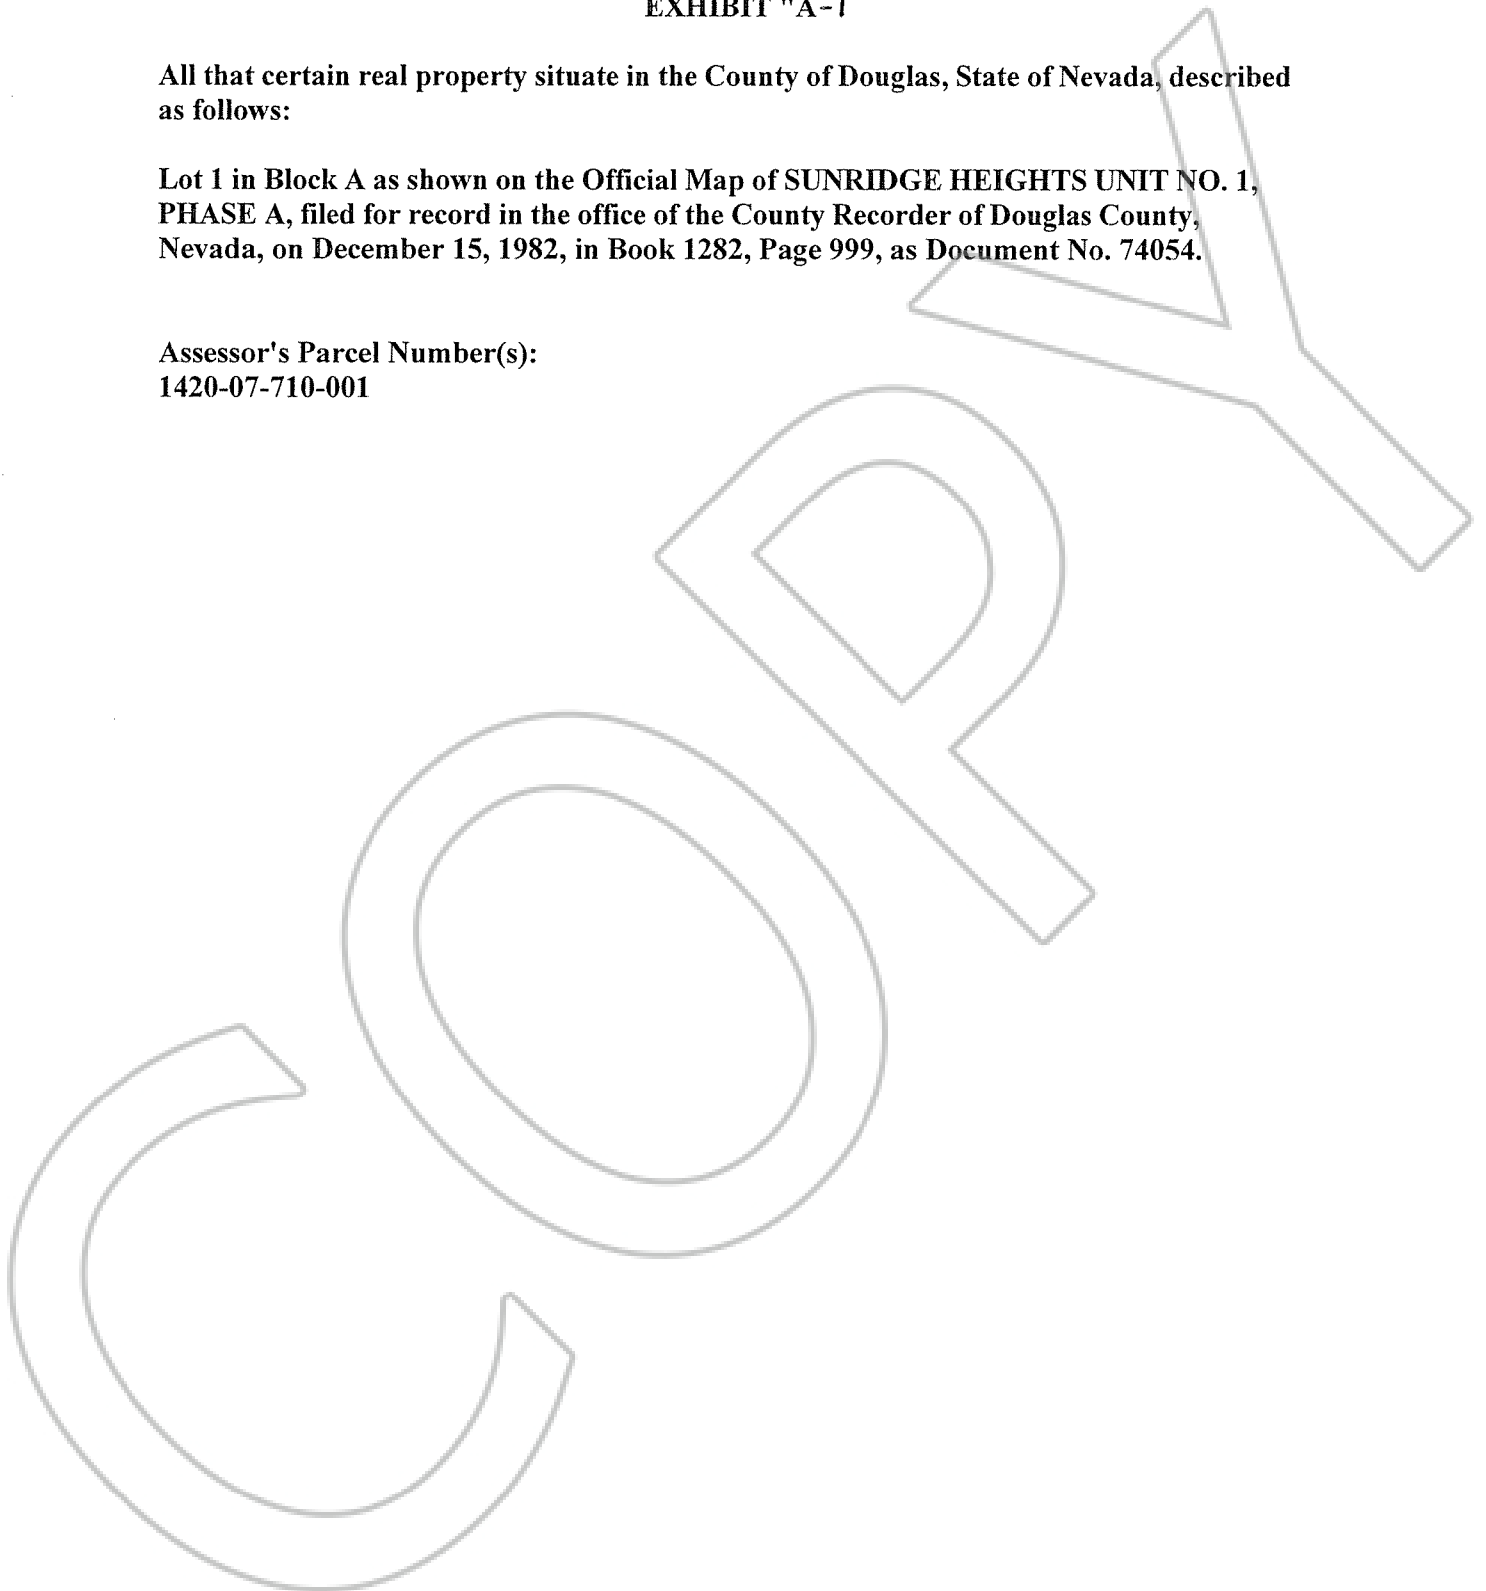 EXHIBIT "A-1
All that certain real property situate in the County of Douglas, State of Nevada, described
as follows:
Lot 1 in Block A as shown on the Official Map of SUNRIDGE HEIGHTS UNIT NO. 1,
PHASE A, filed for record in the office of the County Recorder of Douglas County,
Nevada, on December 15, 1982, in Book 1282, Page 999, as Document No. 74054.
Assessor's Parcel Number(s):
1420-07-710-001
COPY